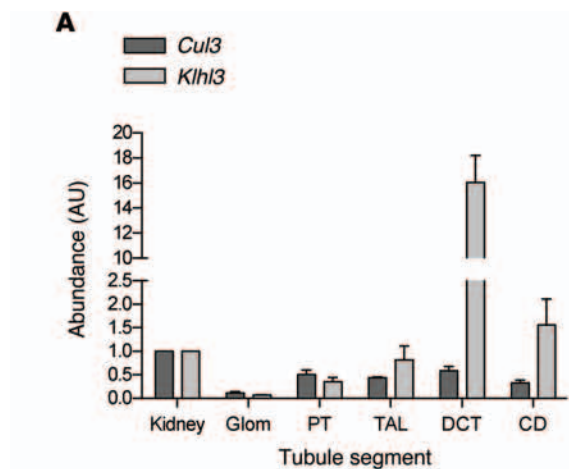 A
Cul3
Klhl3
Abundance (AU)
20
18
16
14
12
10
2.5
2.0
1.5
1.0
0.5
0.0
Kidney Glom PT TAL DCT CD
Tubule segment